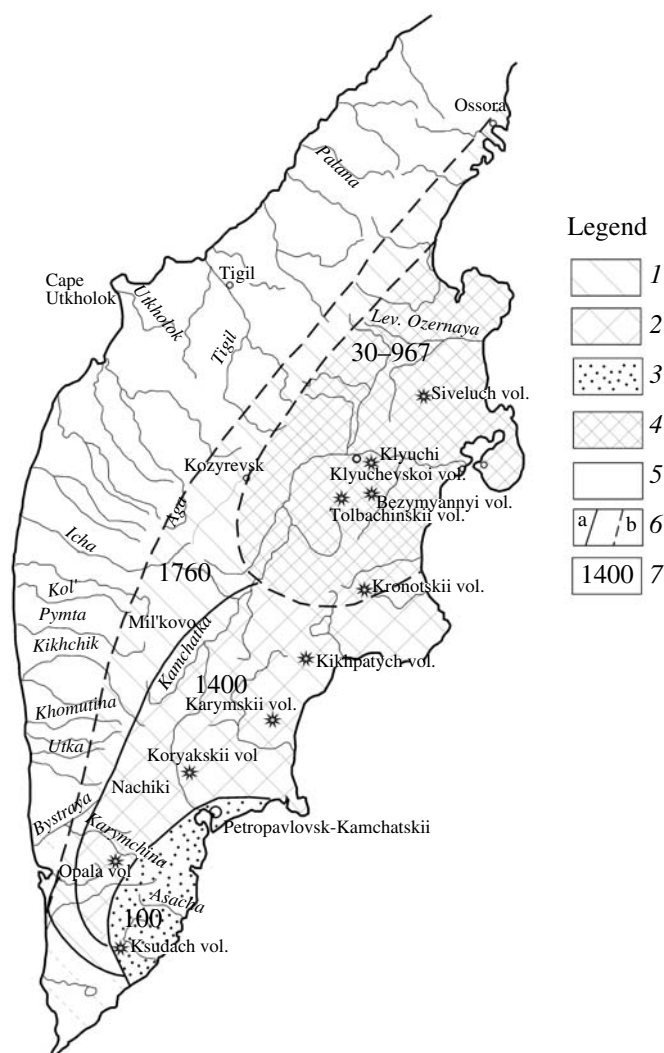 Ossora
Palana
Legend
Cape
Utkholok
Utkholok
Tigil
Tigil
Lev. Ozernaya
30–967
Siveluch vol.
Klyuchi
Klyuchevskoi vol.
Kozyrevsk
Bezymyannyi vol.
Tolbachinskii vol.
Aga
Icha
1760
Kol'
Kronotskii vol.
Pymta
Mil'kovo
Kikhchik
Kamchatka
Kikhpatych vol.
1400
Khomutina
Karymskii vol.
Utka
Koryakskii vol
Nachiki
Bystraya
Petropavlovsk-Kamchatskii
Karymchina
Opala vol
Asacha
100
Ksudach vol.
1
2
3
4
5
a b 6
1400 7